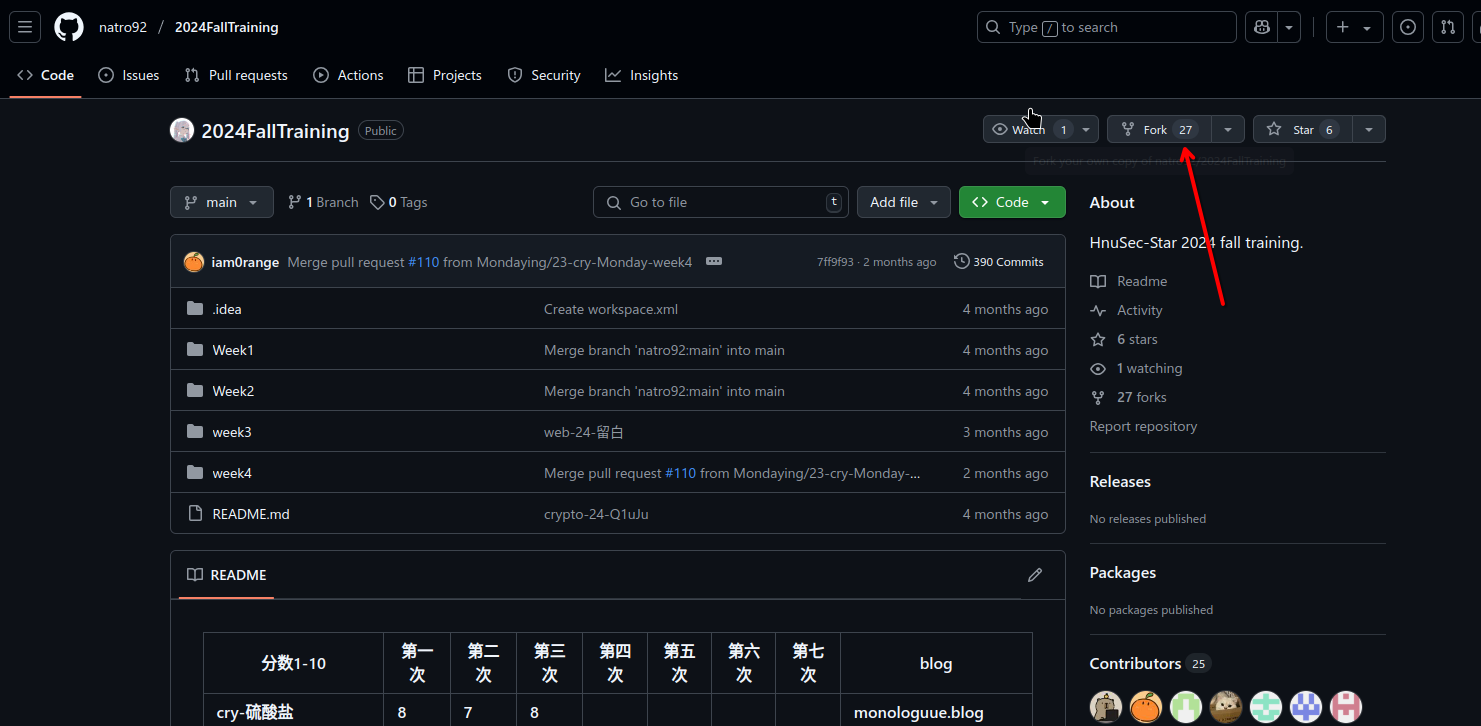 natro92 / 2024FallTraining Type / to search
Code Issues Pull requests Actions Projects Security Insights
2024FallTraining Public Watch 1 Fork 27 Star 6
main 1 Branch 0 Tags Go to file t Add file Code
iam0range Merge pull request #110 from Mondaying/23-cry-Monday-week4 7ff9f93 · 2 months ago 390 Commits
.idea Create workspace.xml 4 months ago
Week1 Merge branch 'natro92:main' into main 4 months ago
Week2 Merge branch 'natro92:main' into main 4 months ago
week3 web-24-留白 3 months ago
week4 Merge pull request #110 from Mondaying/23-cry-Monday-... 2 months ago
README.md crypto-24-Q1uJu 4 months ago
README
分数1-10 第一次 第二次 第三次 第四次 第五次 第六次 第七次 blog
cry-硫酸盐 8 7 8 monologuue.blog
About
HnuSec-Star 2024 fall training.
Readme
Activity
6 stars
1 watching
27 forks
Report repository
Releases
No releases published
Packages
No packages published
Contributors 25